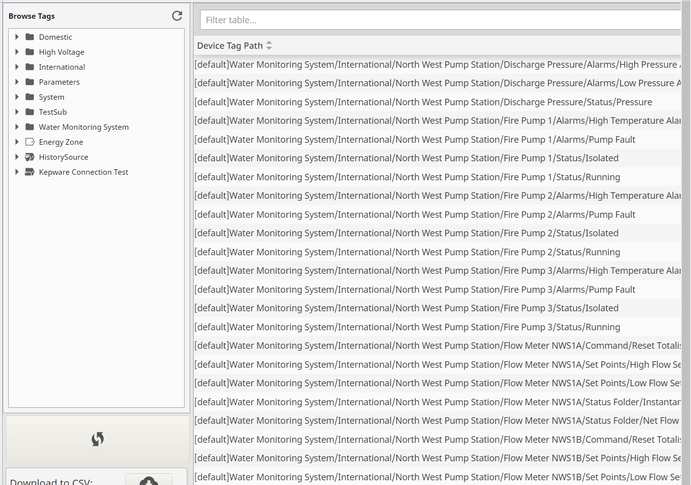 Browse Tags
Domestic
High Voltage
International
Parameters
System
TestSub
Water Monitoring System
Energy Zone
HistorySource
Kepware Connection Test
Download to CSV:
Filter table...
Device Tag Path
[default]Water Monitoring System/International/North West Pump Station/Discharge Pressure/Alarms/High Pressure
[default]Water Monitoring System/International/North West Pump Station/Discharge Pressure/Alarms/Low Pressure A
[default]Water Monitoring System/International/North West Pump Station/Discharge Pressure/Status/Pressure
[default]Water Monitoring System/International/North West Pump Station/Fire Pump 1/Alarms/High Temperature Alar
[default]Water Monitoring System/International/North West Pump Station/Fire Pump 1/Alarms/Pump Fault
[default]Water Monitoring System/International/North West Pump Station/Fire Pump 1/Status/Isolated
[default]Water Monitoring System/International/North West Pump Station/Fire Pump 1/Status/Running
[default]Water Monitoring System/International/North West Pump Station/Fire Pump 2/Alarms/High Temperature Alar
[default]Water Monitoring System/International/North West Pump Station/Fire Pump 2/Alarms/Pump Fault
[default]Water Monitoring System/International/North West Pump Station/Fire Pump 2/Status/Isolated
[default]Water Monitoring System/International/North West Pump Station/Fire Pump 2/Status/Running
[default]Water Monitoring System/International/North West Pump Station/Fire Pump 3/Alarms/High Temperature Alar
[default]Water Monitoring System/International/North West Pump Station/Fire Pump 3/Alarms/Pump Fault
[default]Water Monitoring System/International/North West Pump Station/Fire Pump 3/Status/Isolated
[default]Water Monitoring System/International/North West Pump Station/Fire Pump 3/Status/Running
[default]Water Monitoring System/International/North West Pump Station/Flow Meter NWS1A/Command/Reset Totalis
[default]Water Monitoring System/International/North West Pump Station/Flow Meter NWS1A/Set Points/High Flow Se
[default]Water Monitoring System/International/North West Pump Station/Flow Meter NWS1A/Set Points/Low Flow Set
[default]Water Monitoring System/International/North West Pump Station/Flow Meter NWS1A/Status Folder/Instantan
[default]Water Monitoring System/International/North West Pump Station/Flow Meter NWS1A/Status Folder/Net Flow
[default]Water Monitoring System/International/North West Pump Station/Flow Meter NWS1B/Command/Reset Totalis
[default]Water Monitoring System/International/North West Pump Station/Flow Meter NWS1B/Set Points/High Flow Se
[default]Water Monitoring System/International/North West Pump Station/Flow Meter NWS1B/Set Points/Low Flow Set